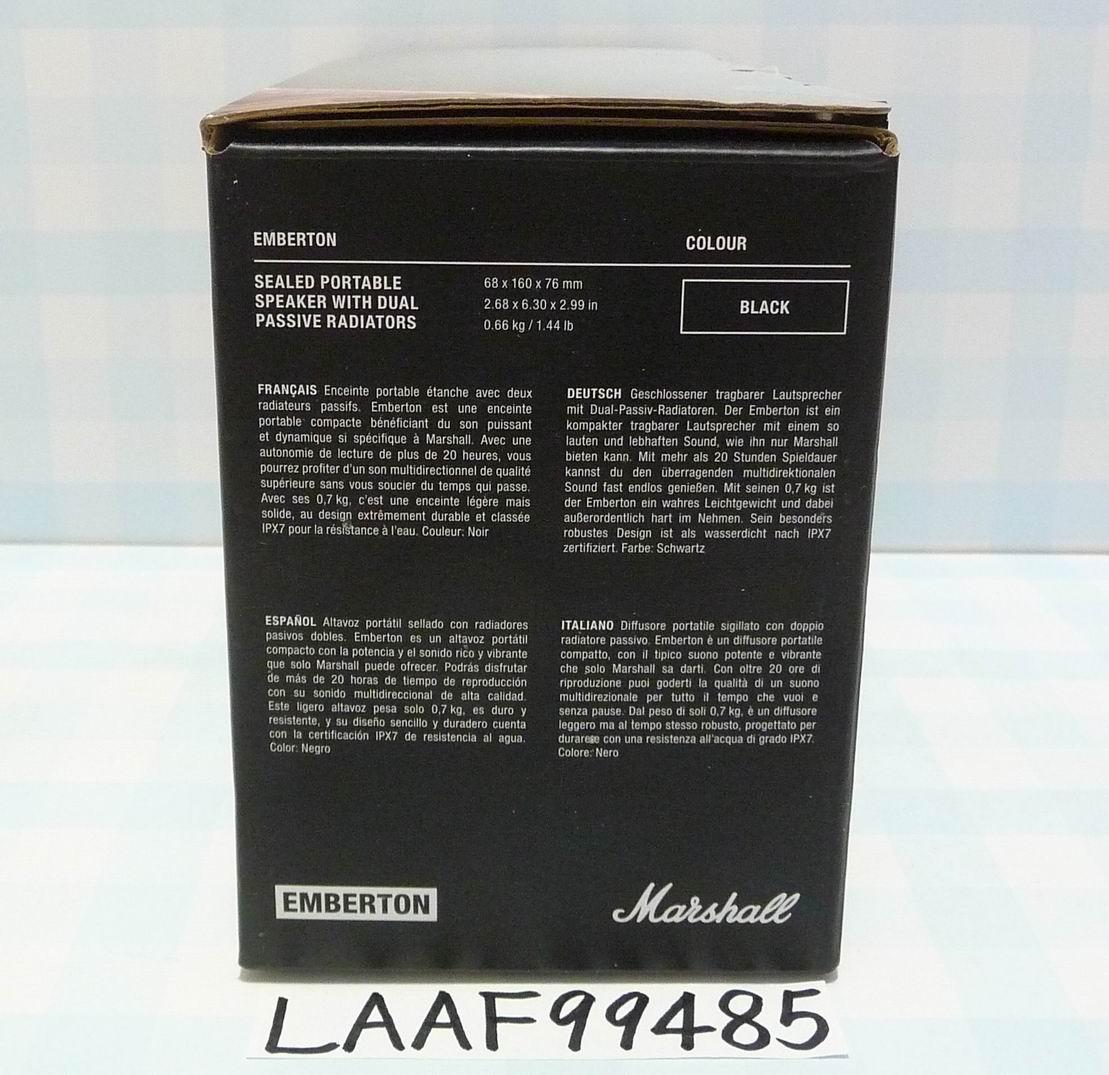 EMBERTON
COLOUR
SEALED PORTABLE
SPEAKER WITH DUAL
PASSIVE RADIATORS
68 x 160 x 76 mm
2.68 x 6.30 x 2.99 in
0.66 kg / 1.44 lb
BLACK
FRANÇAIS Enceinte portable étanche avec deux
radiateurs passifs. Emberton est une enceinte
portable compacte bénéficiant du son puissant
et dynamique si spécifique à Marshall. Avec une
autonomie de lecture de plus de 20 heures, vous
pourrez profiter d'un son multidirectionnel de qualité
supérieure sans vous soucier du temps qui passe.
Avec ses 0,7 kg, c'est une enceinte légère mais
solide, au design extrêmement durable et classée
IPX7 pour la résistance à l'eau. Couleur: Noir
DEUTSCH Geschlossener tragbarer Lautsprecher
mit Dual-Passiv-Radiatoren. Der Emberton ist ein
kompakter tragbarer Lautsprecher mit einem so
lauten und lebhaften Sound, wie ihn nur Marshall
bieten kann. Mit mehr als 20 Stunden Spieldauer
kannst du den überragenden multidirektionalen
Sound fast endlos genießen. Mit seinen 0,7 kg ist
der Emberton ein wahres Leichtgewicht und dabei
außerordentlich hart im Nehmen. Sein besonders
robustes Design ist als wasserdicht nach IPX7
zertifiziert. Farbe: Schwartz
ESPAÑOL Altavoz portátil sellado con radiadores
pasivos dobles. Emberton es un altavoz portátil
compacto con la potencia y el sonido rico y vibrante
que solo Marshall puede ofrecer. Podrás disfrutar
de más de 20 horas de tiempo de reproducción
con su sonido multidireccional de alta calidad.
Este ligero altavoz pesa solo 0,7 kg, es duro y
resistente, y su diseño sencillo y duradero cuenta
con la certificación IPX7 de resistencia al agua.
Color: Negro
ITALIANO Diffusore portatile sigillato con doppio
radiatore passivo. Emberton è un diffusore portatile
compatto, con il tipico suono potente e vibrante
che solo Marshall sa darti. Con oltre 20 ore di
riproduzione puoi goderti la qualità di un suono
multidirezionale per tutto il tempo che vuoi e
senza pause. Dal peso di soli 0,7 kg, è un diffusore
leggero ma al tempo stesso robusto, progettato per
durare e con una resistenza all'acqua di grado IPX7.
Colore: Nero
EMBERTON
Marshall
LAAF99485